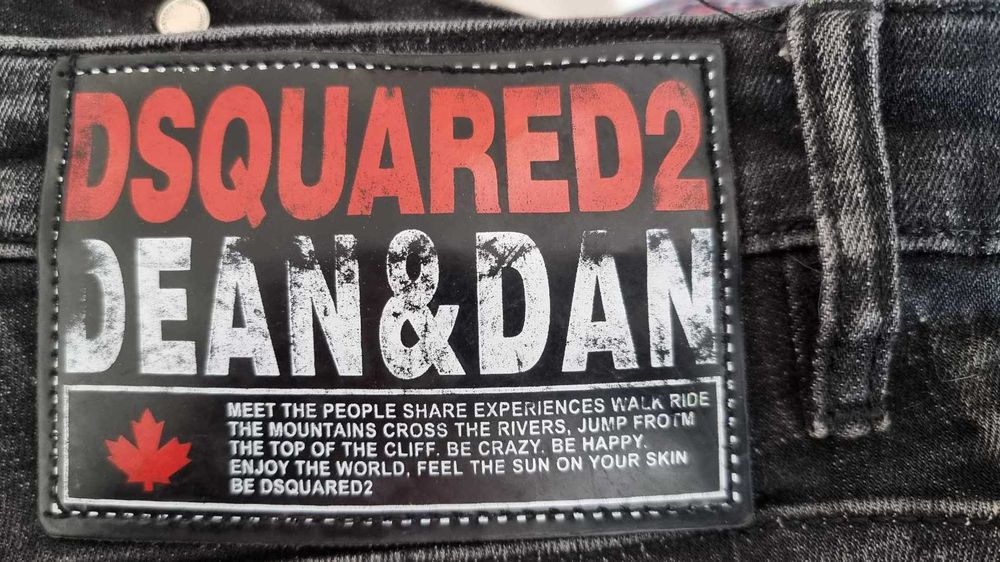 DSQUARED2
DEAN&DAN
MEET THE PEOPLE SHARE EXPERIENCES WALK RIDE
THE MOUNTAINS CROSS THE RIVERS, JUMP FROTM
THE TOP OF THE CLIFF. BE CRAZY. BE HAPPY.
ENJOY THE WORLD, FEEL THE SUN ON YOUR SKIN
BE DSQUARED2